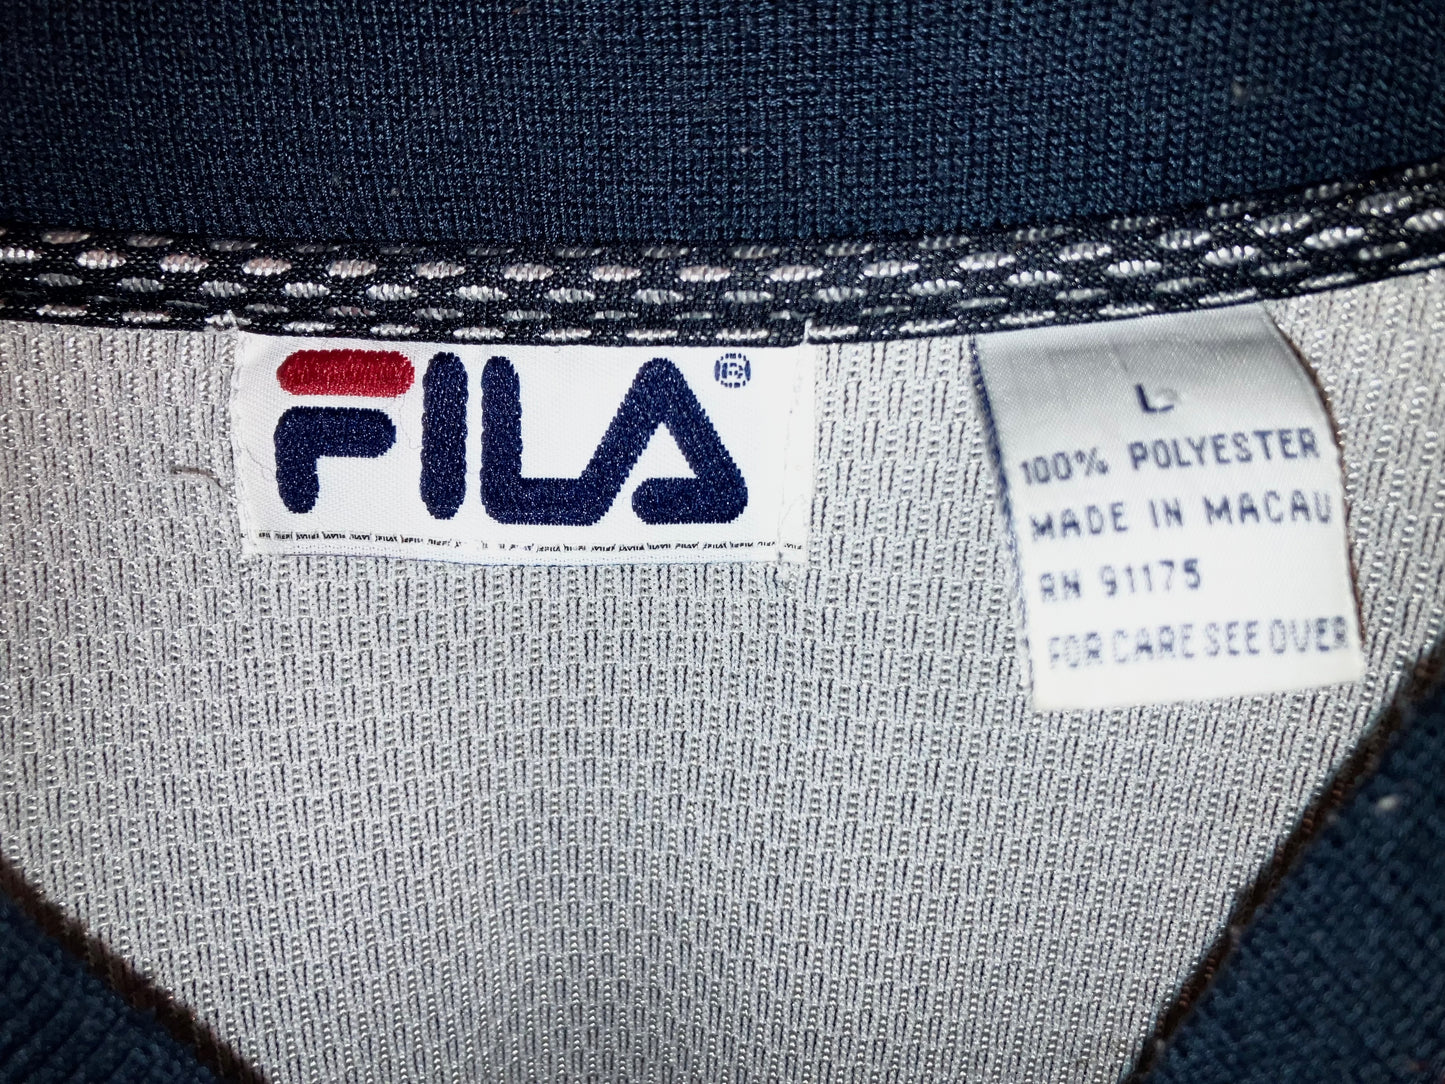 FILA®
L
100% POLYESTER
MADE IN MACAU
RN 91175
FOR CARE SEE OVER